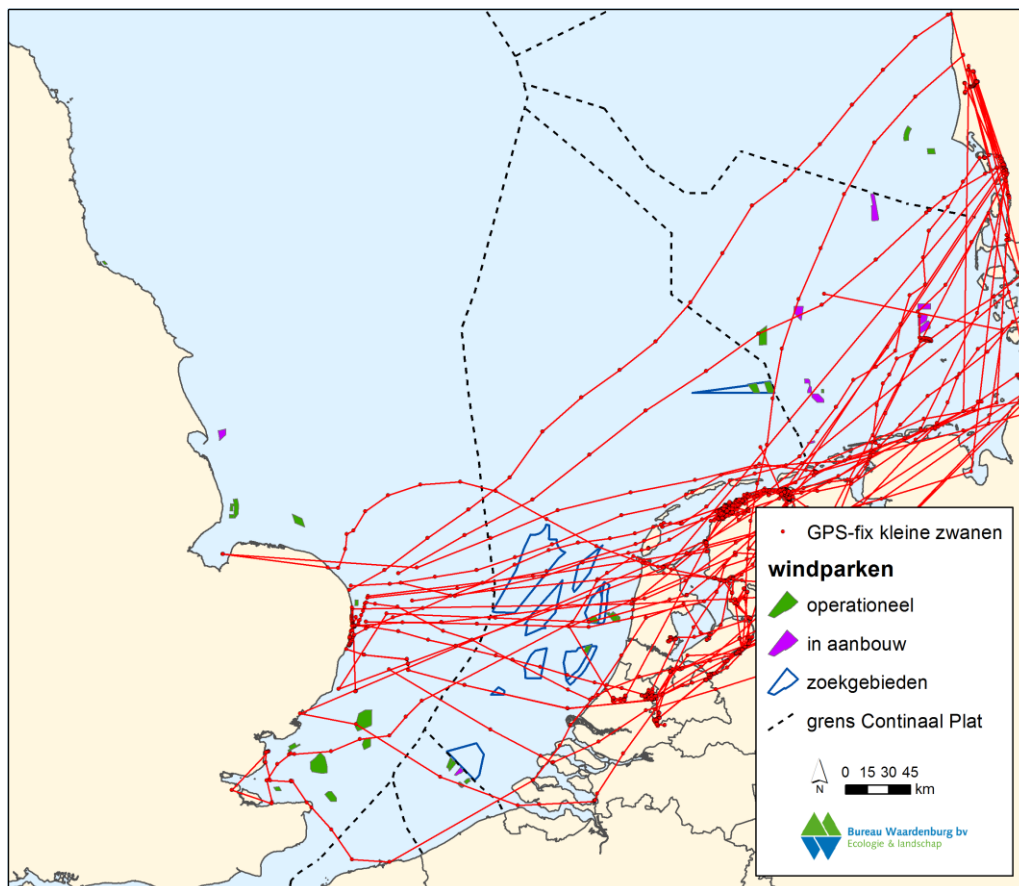 GPS-fix kleine zwanen
windparken
operationeel
in aanbouw
zoekgebieden
grens Continaal Plat
N
0 15 30 45
km
Bureau Waardenburg bv
Ecologie & landschap